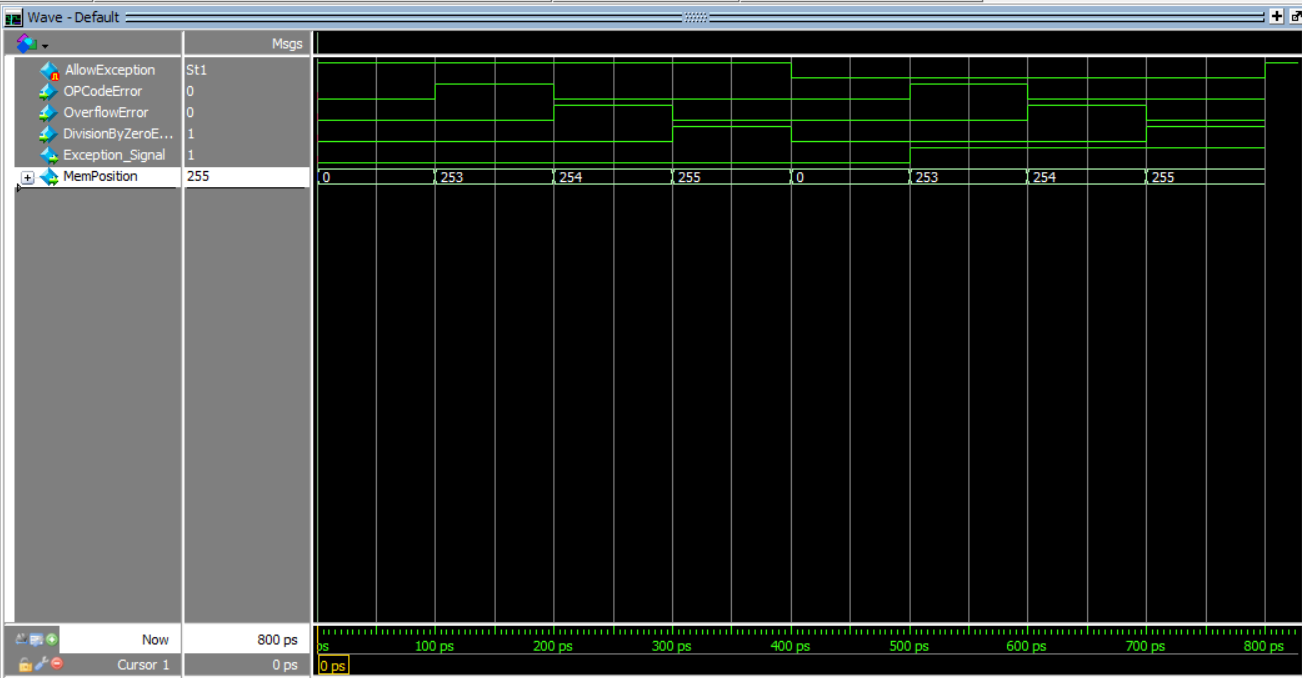 Wave - Default
Msgs
AllowException St1
OPCodeError 0
OverflowError 0
DivisionByZeroE... 1
Exception_Signal 1
MemPosition 255 0 253 254 255 0 253 254 255
Now 800 ps ps 100 ps 200 ps 300 ps 400 ps 500 ps 600 ps 700 ps 800 ps
Cursor 1 0 ps 0 ps